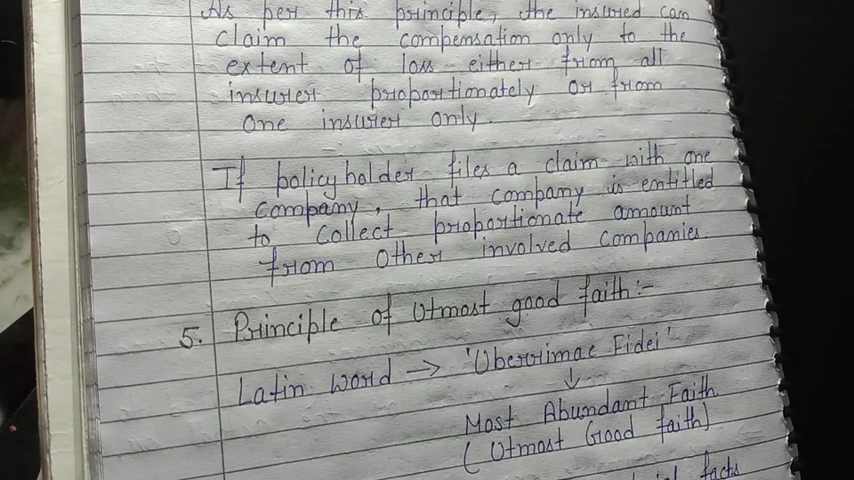 As per this principle, the insured can
claim the compensation only to the
extent of loss either from all
insurer proportionately or from
one insurer only.
If policyholder files a claim with one
company, that company is entitled
to collect proportionate amount
from other involved companies.
5. Principle of Utmost good faith:-
Latin word → 'Uberrimae Fidei'
↓
Most Abundant Faith
(Utmost Good faith)
facts